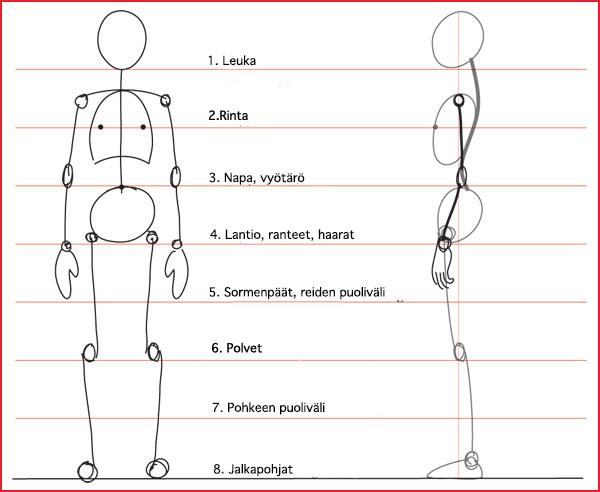 1. Leuka
2.Rinta
3. Napa, vyötärö
4. Lantio, ranteet, haarat
5. Sormenpäät, reiden puoliväli
6. Polvet
7. Pohkeen puoliväli
8. Jalkapohjat